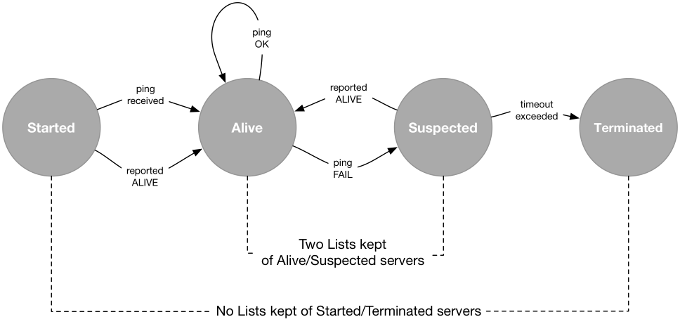 ping
OK
ping
received
reported
ALIVE
timeout
exceeded
Started
Alive
Suspected
Terminated
reported
ALIVE
ping
FAIL
Two Lists kept
of Alive/Suspected servers
No Lists kept of Started/Terminated servers